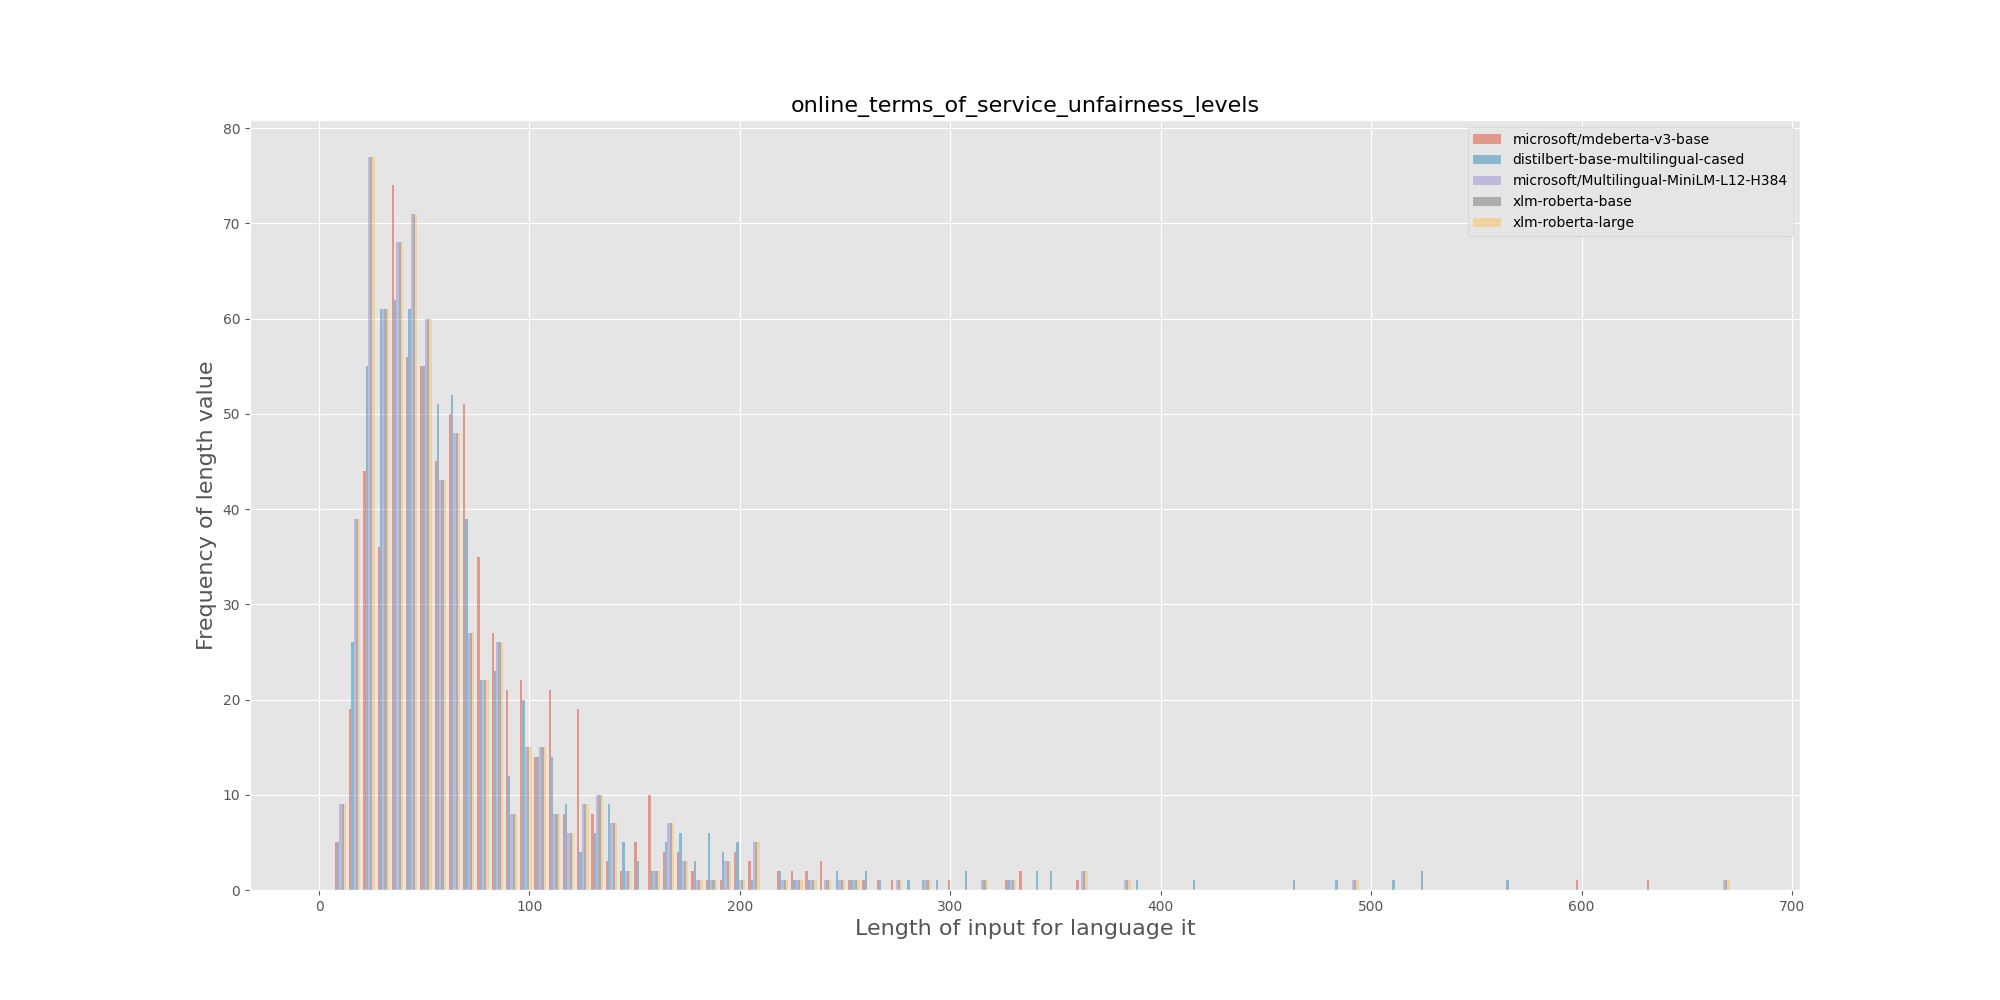 online_terms_of_service_unfairness_levels
microsoft/mdeberta-v3-base
distilbert-base-multilingual-cased
microsoft/Multilingual-MiniLM-L12-H384
xlm-roberta-base
xlm-roberta-large
Frequency of length value
80
70
60
50
40
30
20
10
0
0 100 200 300 400 500 600 700
Length of input for language it